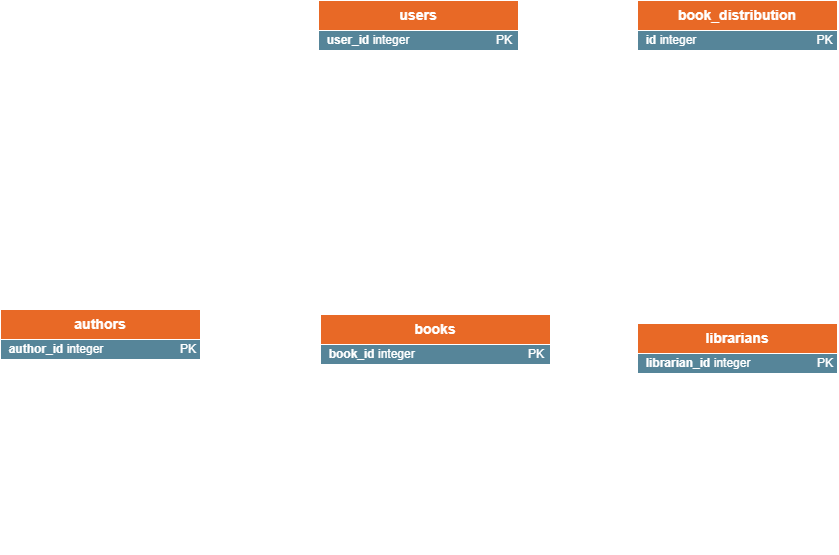 users
user_id integer PK
book_distribution
id integer PK
authors
author_id integer PK
books
book_id integer PK
librarians
librarian_id integer PK